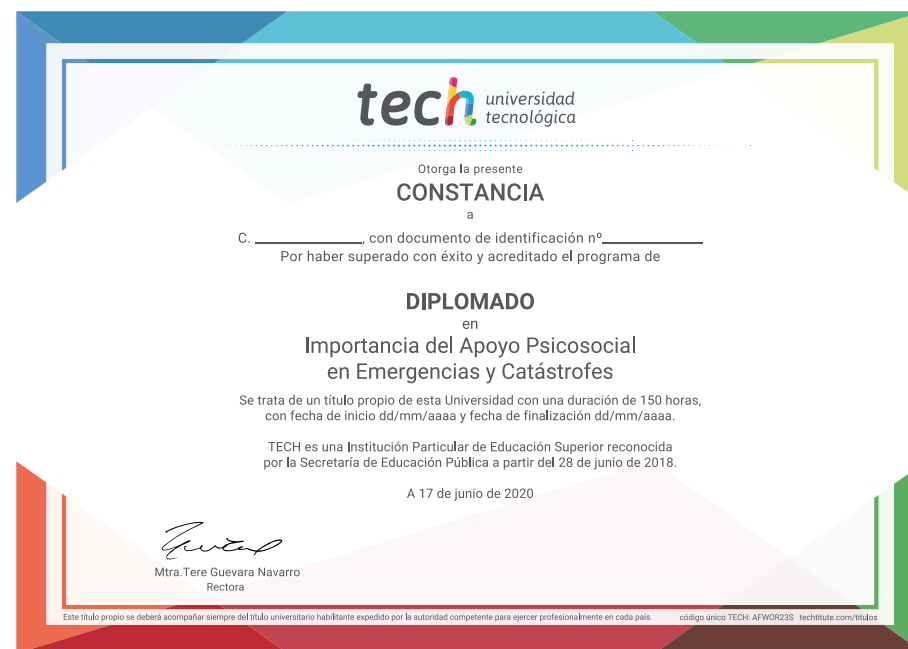 tech universidad
tecnológica
Otorga la presente
CONSTANCIA
a
C. ____________, con documento de identificación nº____________
Por haber superado con éxito y acreditado el programa de
DIPLOMADO
en
Importancia del Apoyo Psicosocial
en Emergencias y Catástrofes
Se trata de un título propio de esta Universidad con una duración de 150 horas,
con fecha de inicio dd/mm/aaaa y fecha de finalización dd/mm/aaaa.
TECH es una Institución Particular de Educación Superior reconocida
por la Secretaría de Educación Pública a partir del 28 de junio de 2018.
A 17 de junio de 2020
Mtra.Tere Guevara Navarro
Rectora
Este título propio se deberá acompañar siempre del título universitario habilitante expedido por la autoridad competente para ejercer profesionalmente en cada país. código único TECH: AFWOR23S techtitute.com/titulos